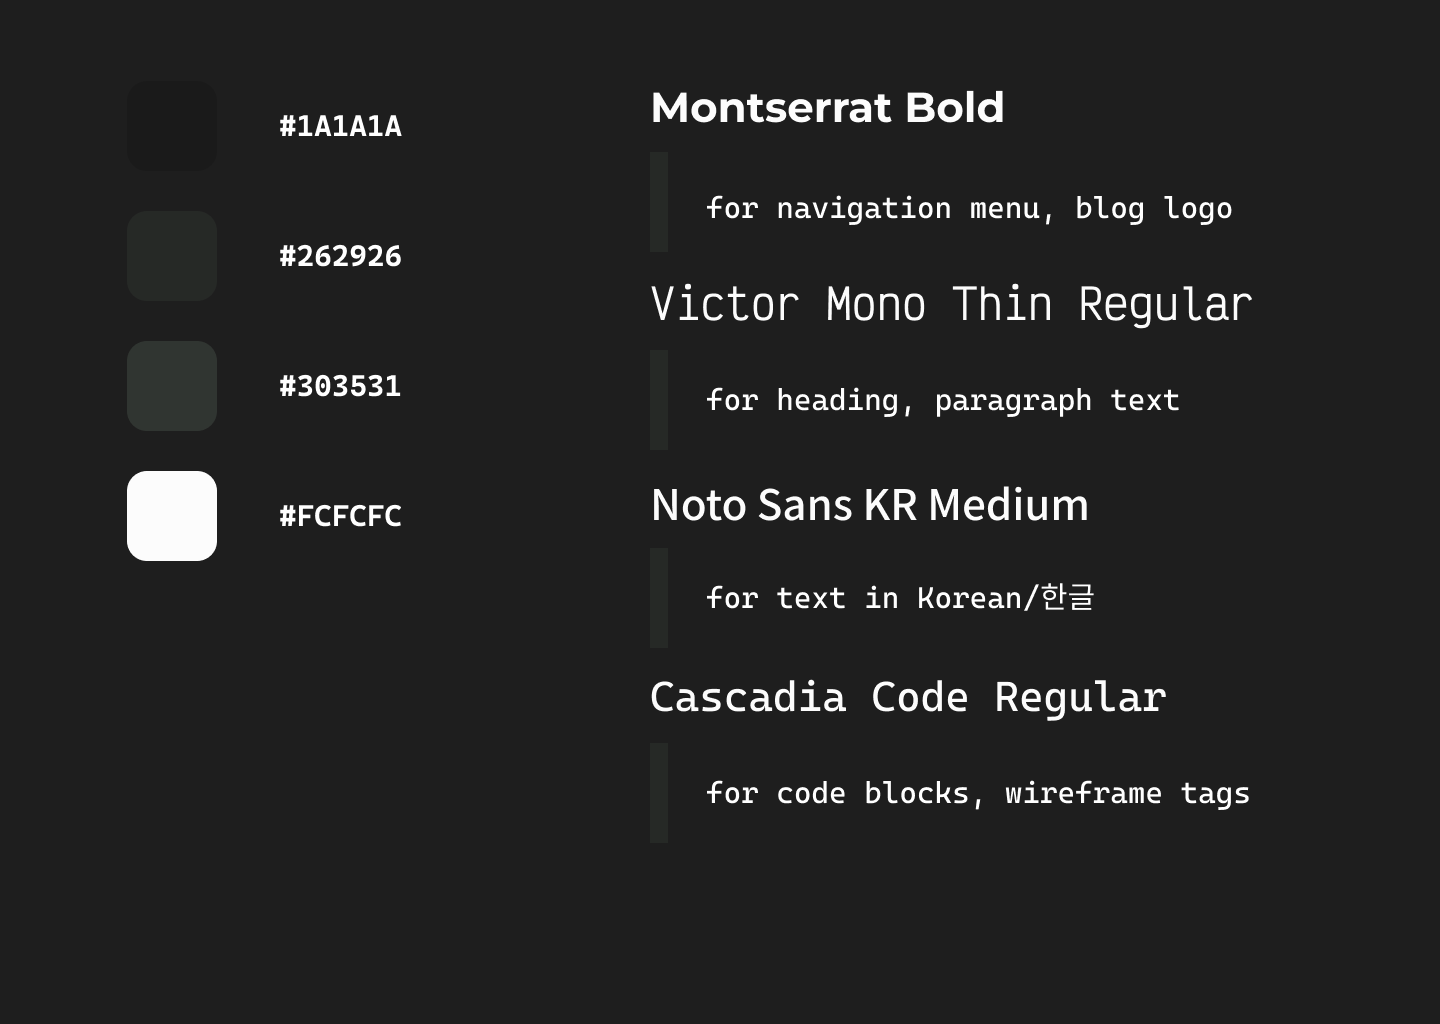 #1A1A1A
#262926
#303531
#FCFCFC
Montserrat Bold
for navigation menu, blog logo
Victor Mono Thin Regular
for heading, paragraph text
Noto Sans KR Medium
for text in Korean/한글
Cascadia Code Regular
for code blocks, wireframe tags